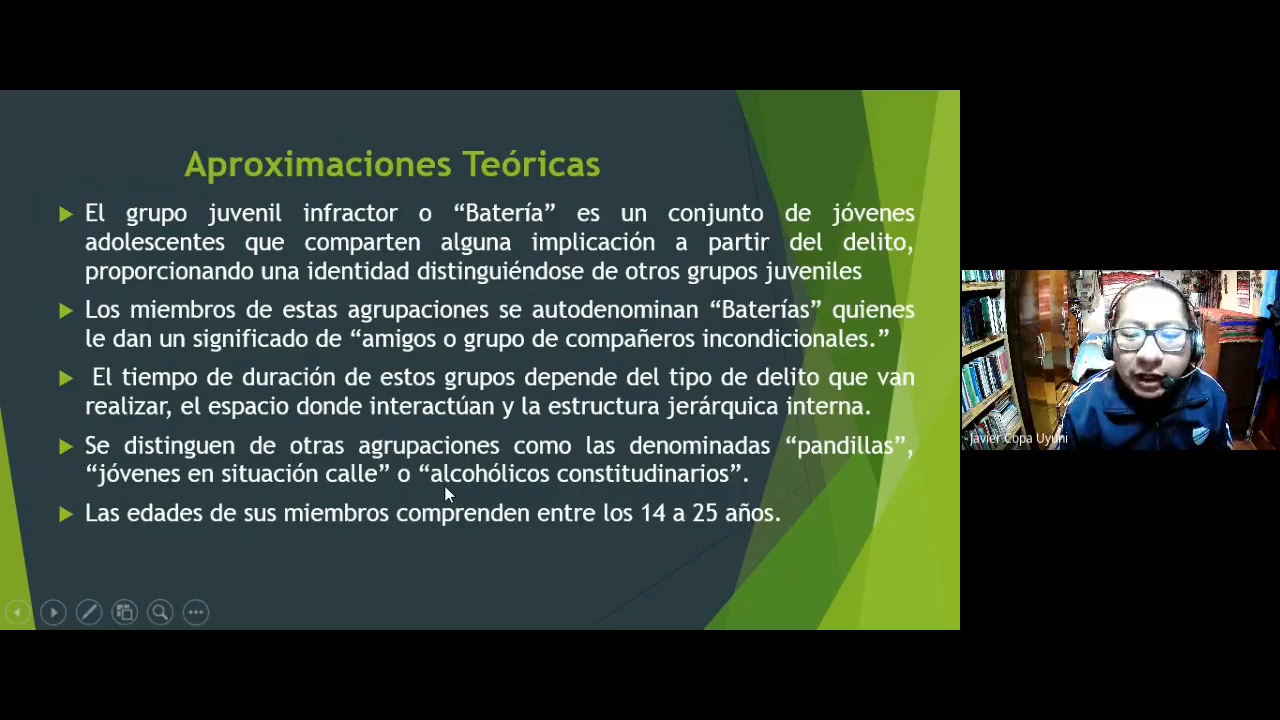 Aproximaciones Teóricas
El grupo juvenil infractor o “Batería” es un conjunto de jóvenes
adolescentes que comparten alguna implicación a partir del delito,
proporcionando una identidad distinguiéndose de otros grupos juveniles
Los miembros de estas agrupaciones se autodenominan “Baterías” quienes
le dan un significado de “amigos o grupo de compañeros incondicionales.”
El tiempo de duración de estos grupos depende del tipo de delito que van
realizar, el espacio donde interactúan y la estructura jerárquica interna.
Se distinguen de otras agrupaciones como las denominadas “pandillas”,
“jóvenes en situación calle” o “alcohólicos constitudinarios”.
Las edades de sus miembros comprenden entre los 14 a 25 años.
Javier Copa Uyuni